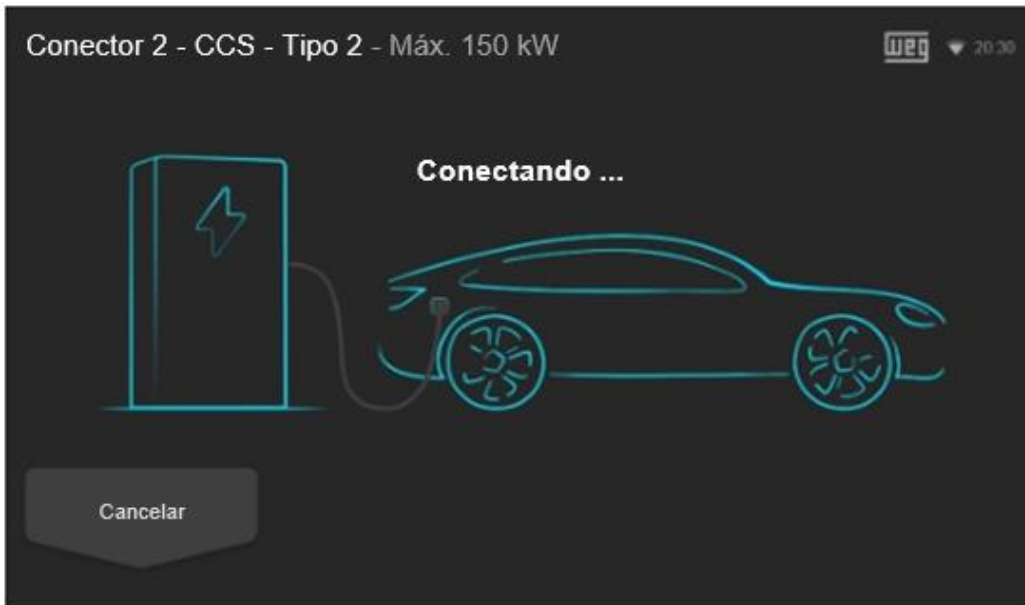 Conector 2 - CCS - Tipo 2 - Máx. 150 kW
weg 20:30
Conectando ...
Cancelar